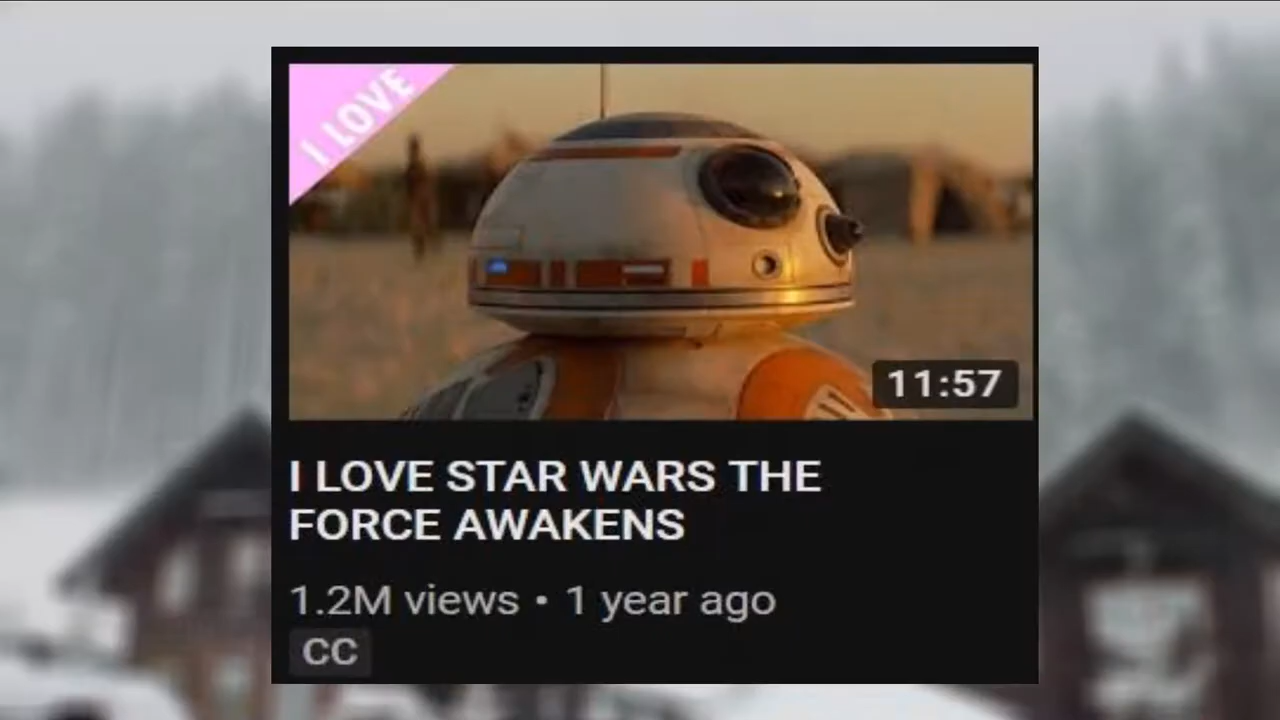 I LOVE
11:57
I LOVE STAR WARS THE
FORCE AWAKENS
1.2M views • 1 year ago
CC